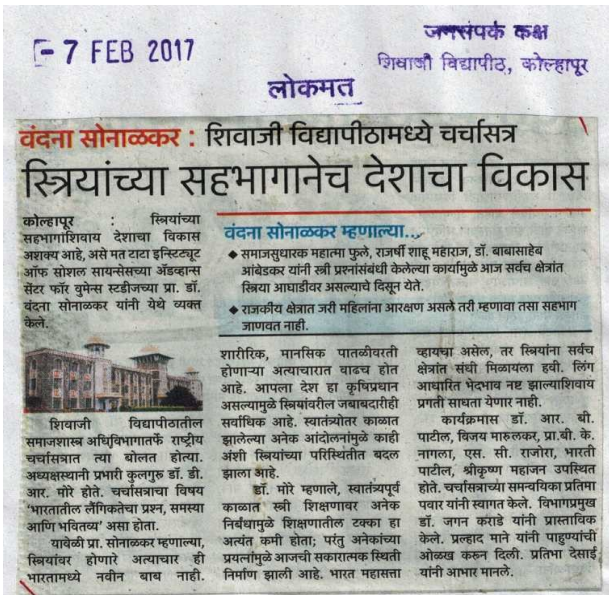 - 7 FEB 2017
जनसंपर्क कक्ष
शिवाजी विद्यापीठ, कोल्हापूर
लोकमत
वंदना सोनाळकर : शिवाजी विद्यापीठामध्ये चर्चासत्र
स्त्रियांच्या सहभागानेच देशाचा विकास
कोल्हापूर : स्त्रियांच्या
सहभागाशिवाय देशाचा विकास
अशक्य आहे, असे मत टाटा इन्स्टिट्यूट
ऑफ सोशल सायन्सेसच्या ॲडव्हान्स
सेंटर फॉर वुमेन्स स्टडीजच्या प्रा. डॉ.
वंदना सोनाळकर यांनी येथे व्यक्त
केले.
शिवाजी विद्यापीठातील
समाजशास्त्र अधिविभागातर्फे राष्ट्रीय
चर्चासत्रात त्या बोलत होत्या.
अध्यक्षस्थानी प्रभारी कुलगुरू डॉ. डी.
आर. मोरे होते. चर्चासत्राचा विषय
'भारतातील लैंगिकतेचा प्रश्न, समस्या
आणि भवितव्य' असा होता.
यावेळी प्रा. सोनाळकर म्हणाल्या,
स्त्रियांवर होणारे अत्याचार ही
भारतामध्ये नवीन बाब नाही.
वंदना सोनाळकर म्हणाल्या...
◆ समाजसुधारक महात्मा फुले, राजर्षी शाहू महाराज, डॉ. बाबासाहेब
आंबेडकर यांनी स्त्री प्रश्नांसंबंधी केलेल्या कार्यामुळे आज सर्वच क्षेत्रांत
स्त्रिया आघाडीवर असल्याचे दिसून येते.
◆ राजकीय क्षेत्रात जरी महिलांना आरक्षण असले तरी म्हणावा तसा सहभाग
जाणवत नाही.
शारीरिक, मानसिक पातळीवरती
होणाऱ्या अत्याचारात वाढच होत
आहे. आपला देश हा कृषिप्रधान
असल्यामुळे स्त्रियांवरील जबाबदारीही
सर्वाधिक आहे. स्वातंत्र्योतर काळात
झालेल्या अनेक आंदोलनांमुळे काही
अंशी स्त्रियांच्या परिस्थितीत बदल
झाला आहे.
डॉ. मोरे म्हणाले, स्वातंत्र्यपूर्व
काळात स्त्री शिक्षणावर अनेक
निर्बंधामुळे शिक्षणातील टक्का हा
अत्यंत कमी होता; परंतु अनेकांच्या
प्रयत्नांमुळे आजची सकारात्मक स्थिती
निर्माण झाली आहे. भारत महासत्ता
व्हायचा असेल, तर स्त्रियांना सर्वच
क्षेत्रांत संधी मिळायला हवी. लिंग
आधारित भेदभाव नष्ट झाल्याशिवाय
प्रगती साधता येणार नाही.
कार्यक्रमास डॉ. आर. बी.
पाटील, विजय मारुलकर, प्रा.बी. के.
नागला, एस. सी. राजोरा, भारती
पाटील, श्रीकृष्ण महाजन उपस्थित
होते. चर्चासत्राच्या समन्वयिका प्रतिमा
पवार यांनी स्वागत केले. विभागप्रमुख
डॉ. जगन कराडे यांनी प्रास्ताविक
केले. प्रल्हाद माने यांनी पाहुण्यांची
ओळख करून दिली. प्रतिभा देसाई
यांनी आभार मानले.